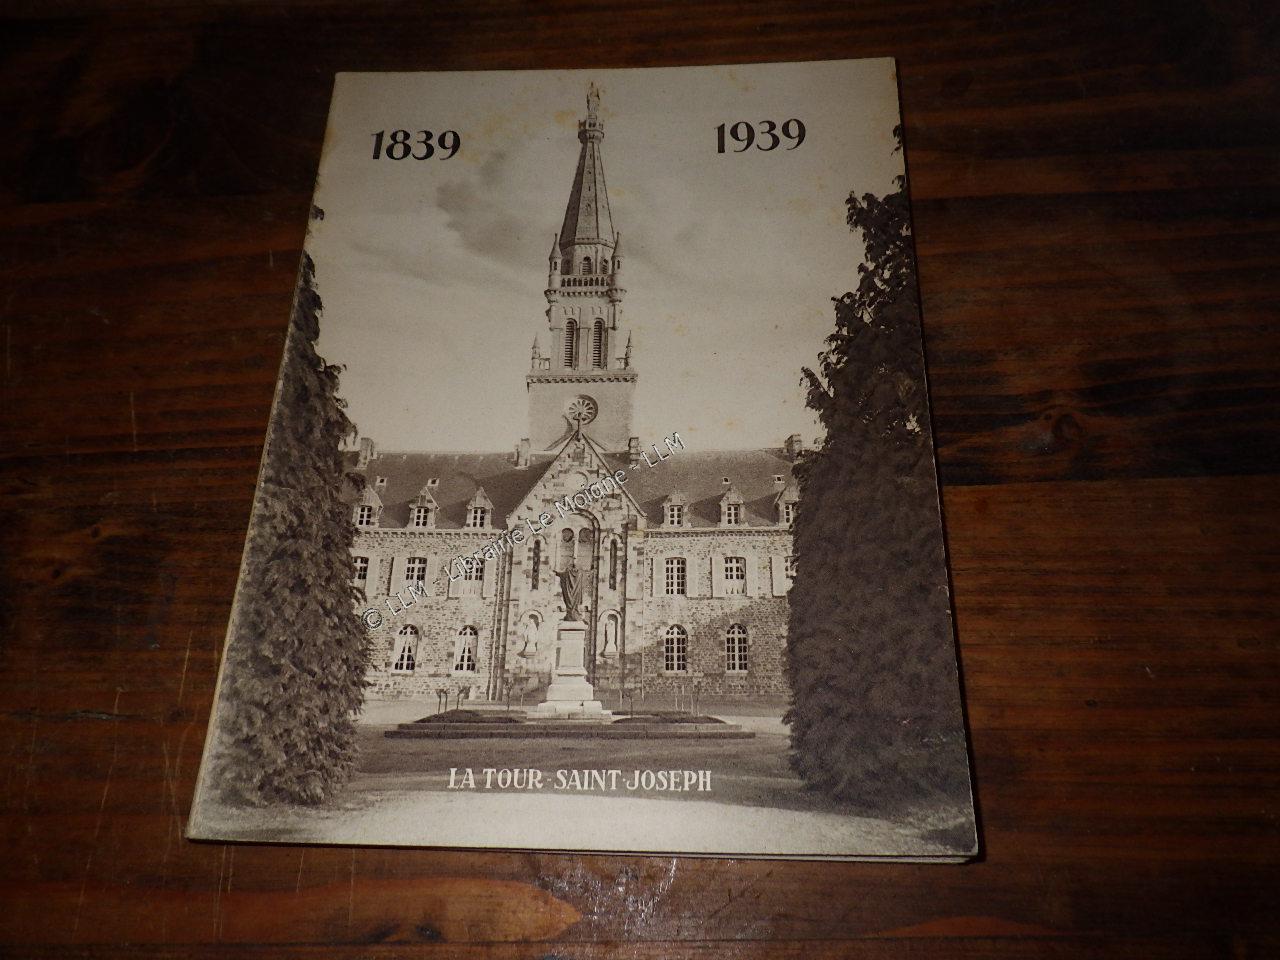 1839
1939
© LLM - Librairie Le Moigne - LLM
LA TOUR-SAINT-JOSEPH